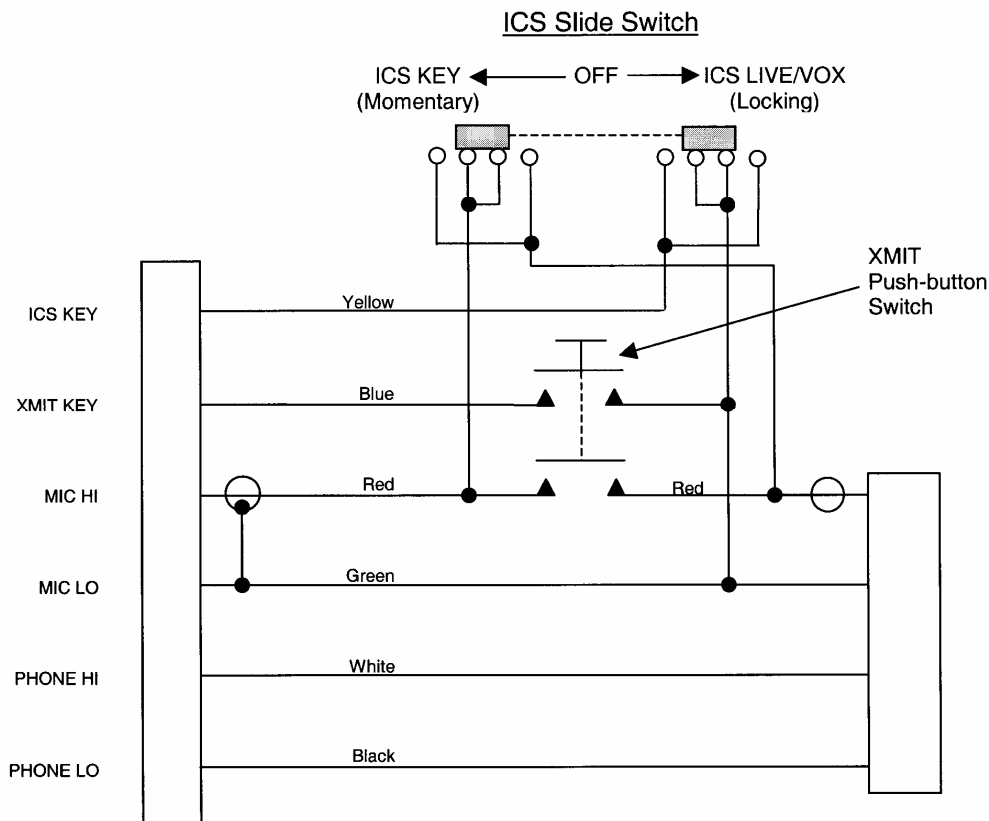 ICS Slide Switch
ICS KEY OFF ICS LIVE/VOX
(Momentary) (Locking)
XMIT
Push-button
Switch
ICS KEY Yellow
XMIT KEY Blue
MIC HI Red Red
MIC LO Green
PHONE HI White
PHONE LO Black